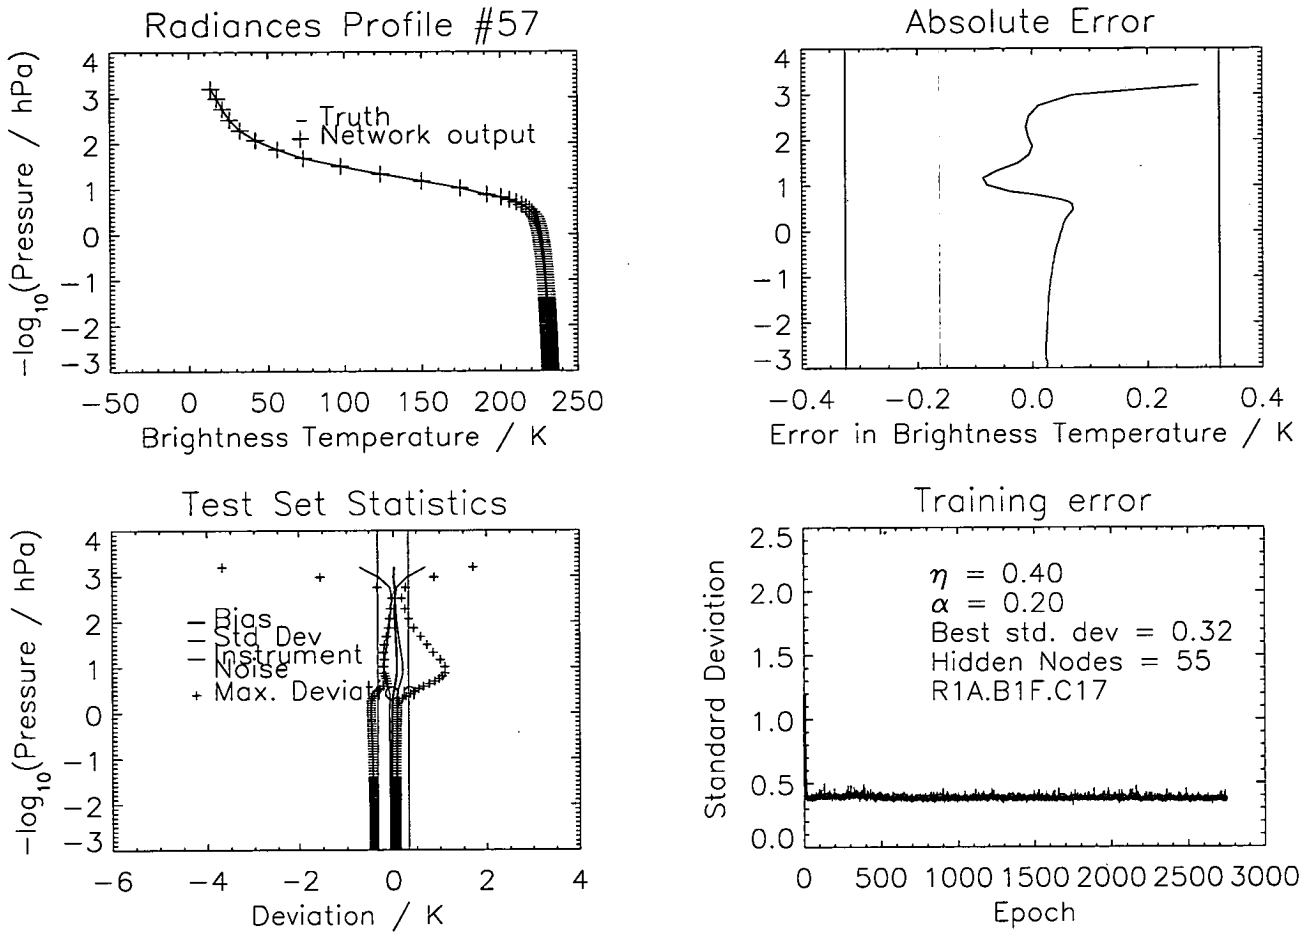 Radiances Profile #57
-log10(Pressure / hPa)
4
3
2
1
0
-1
-2
-3
− Truth
+ Network output
-50 0 50 100 150 200 250
Brightness Temperature / K
Absolute Error
4
3
2
1
0
-1
-2
-3
-0.4 -0.2 0.0 0.2 0.4
Error in Brightness Temperature / K
Test Set Statistics
-log10(Pressure / hPa)
4
3
2
1
0
-1
-2
-3
− Bias
− Std Dev
− Instrument
Noise
+ Max. Deviat
-6 -4 -2 0 2 4
Deviation / K
Training error
Standard Deviation
2.5
2.0
1.5
1.0
0.5
0.0
η = 0.40
α = 0.20
Best std. dev = 0.32
Hidden Nodes = 55
R1A.B1F.C17
0 500 1000 1500 2000 2500 3000
Epoch